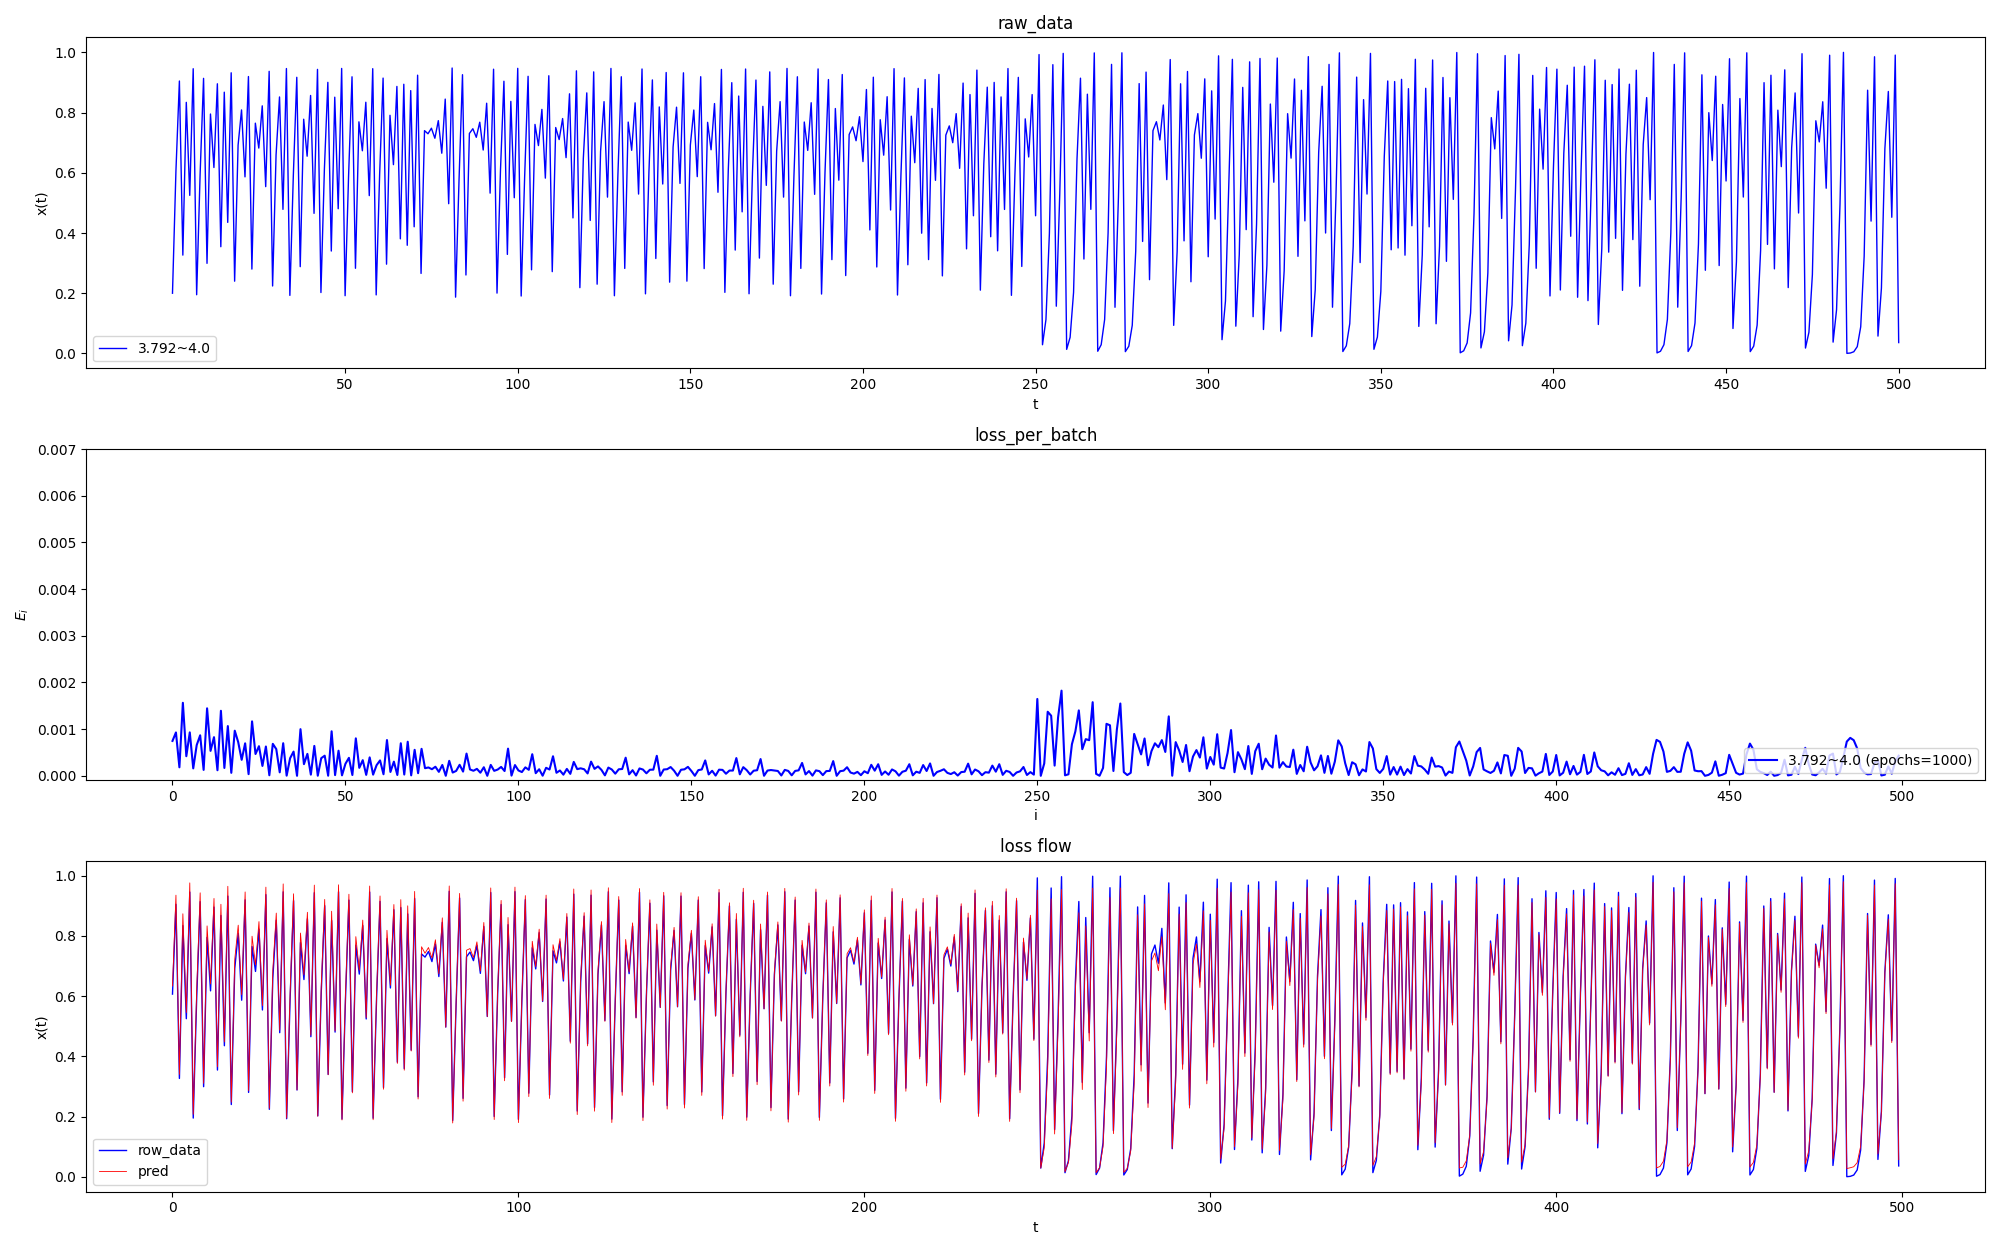 raw_data
1.0
0.8
0.6
0.4
0.2
0.0
x(t)
3.792~4.0
50 100 150 200 250 300 350 400 450 500
t
loss_per_batch
0.007
0.006
0.005
0.004
0.003
0.002
0.001
0.000
E_i
3.792~4.0 (epochs=1000)
0 50 100 150 200 250 300 350 400 450 500
i
loss flow
1.0
0.8
0.6
0.4
0.2
0.0
x(t)
row_data
pred
0 100 200 300 400 500
t